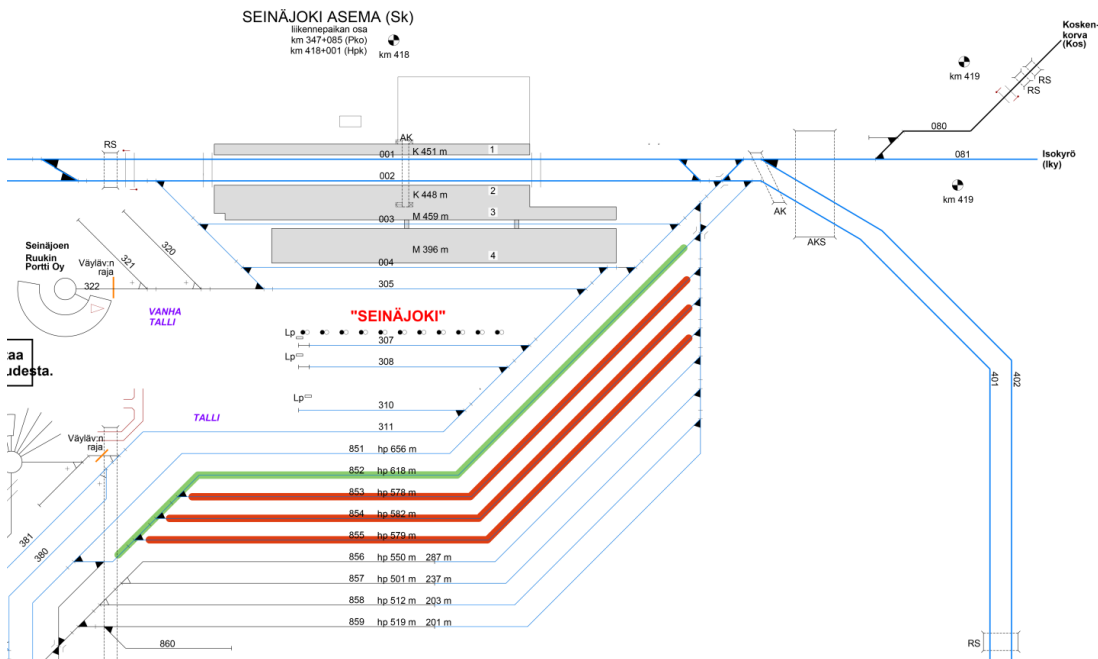 SEINÄJOKI ASEMA (Sk)
liikennepaikan osa
km 347+085 (Pko)
km 418+001 (Hpk)
km 418
Kosken-
korva
(Kos)
km 419
RS
RS
080
RS
AK
001
K 451 m
1
081
Isokyrö
(Iky)
002
K 448 m
2
km 419
AK
AKS
003
M 459 m
3
M 396 m
4
004
305
Seinäjoen
Ruukin
Portti Oy
Väyläv:n
raja
322
321
320
VANHA
TALLI
"SEINÄJOKI"
Lp
307
Lp
308
Lp
310
311
taa
udesta.
TALLI
Väyläv:n
raja
401
402
851 hp 656 m
852 hp 618 m
853 hp 578 m
854 hp 582 m
855 hp 579 m
856 hp 550 m 287 m
857 hp 501 m 237 m
858 hp 512 m 203 m
859 hp 519 m 201 m
860
381
380
RS